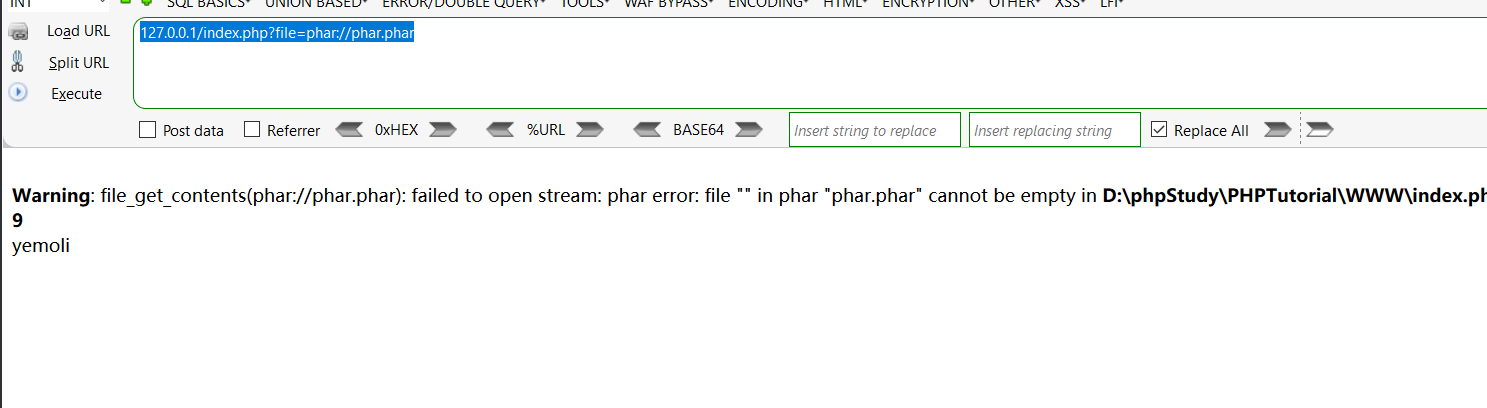 INT SQL BASICS UNION BASED ERROR/DOUBLE QUERY TOOLS WAF BYPASS HTML ENCRYPTION OTHER XSS LFI
Load URL 127.0.0.1/index.php?file=phar://phar.phar
Split URL
Execute
Post data Referrer 0xHEX %URL BASE64 Insert string to replace Insert replacing string Replace All
Warning: file_get_contents(phar://phar.phar): failed to open stream: phar error: file "" in phar "phar.phar" cannot be empty in D:\phpStudy\PHPTutorial\WWW\index.ph
9
yemoli